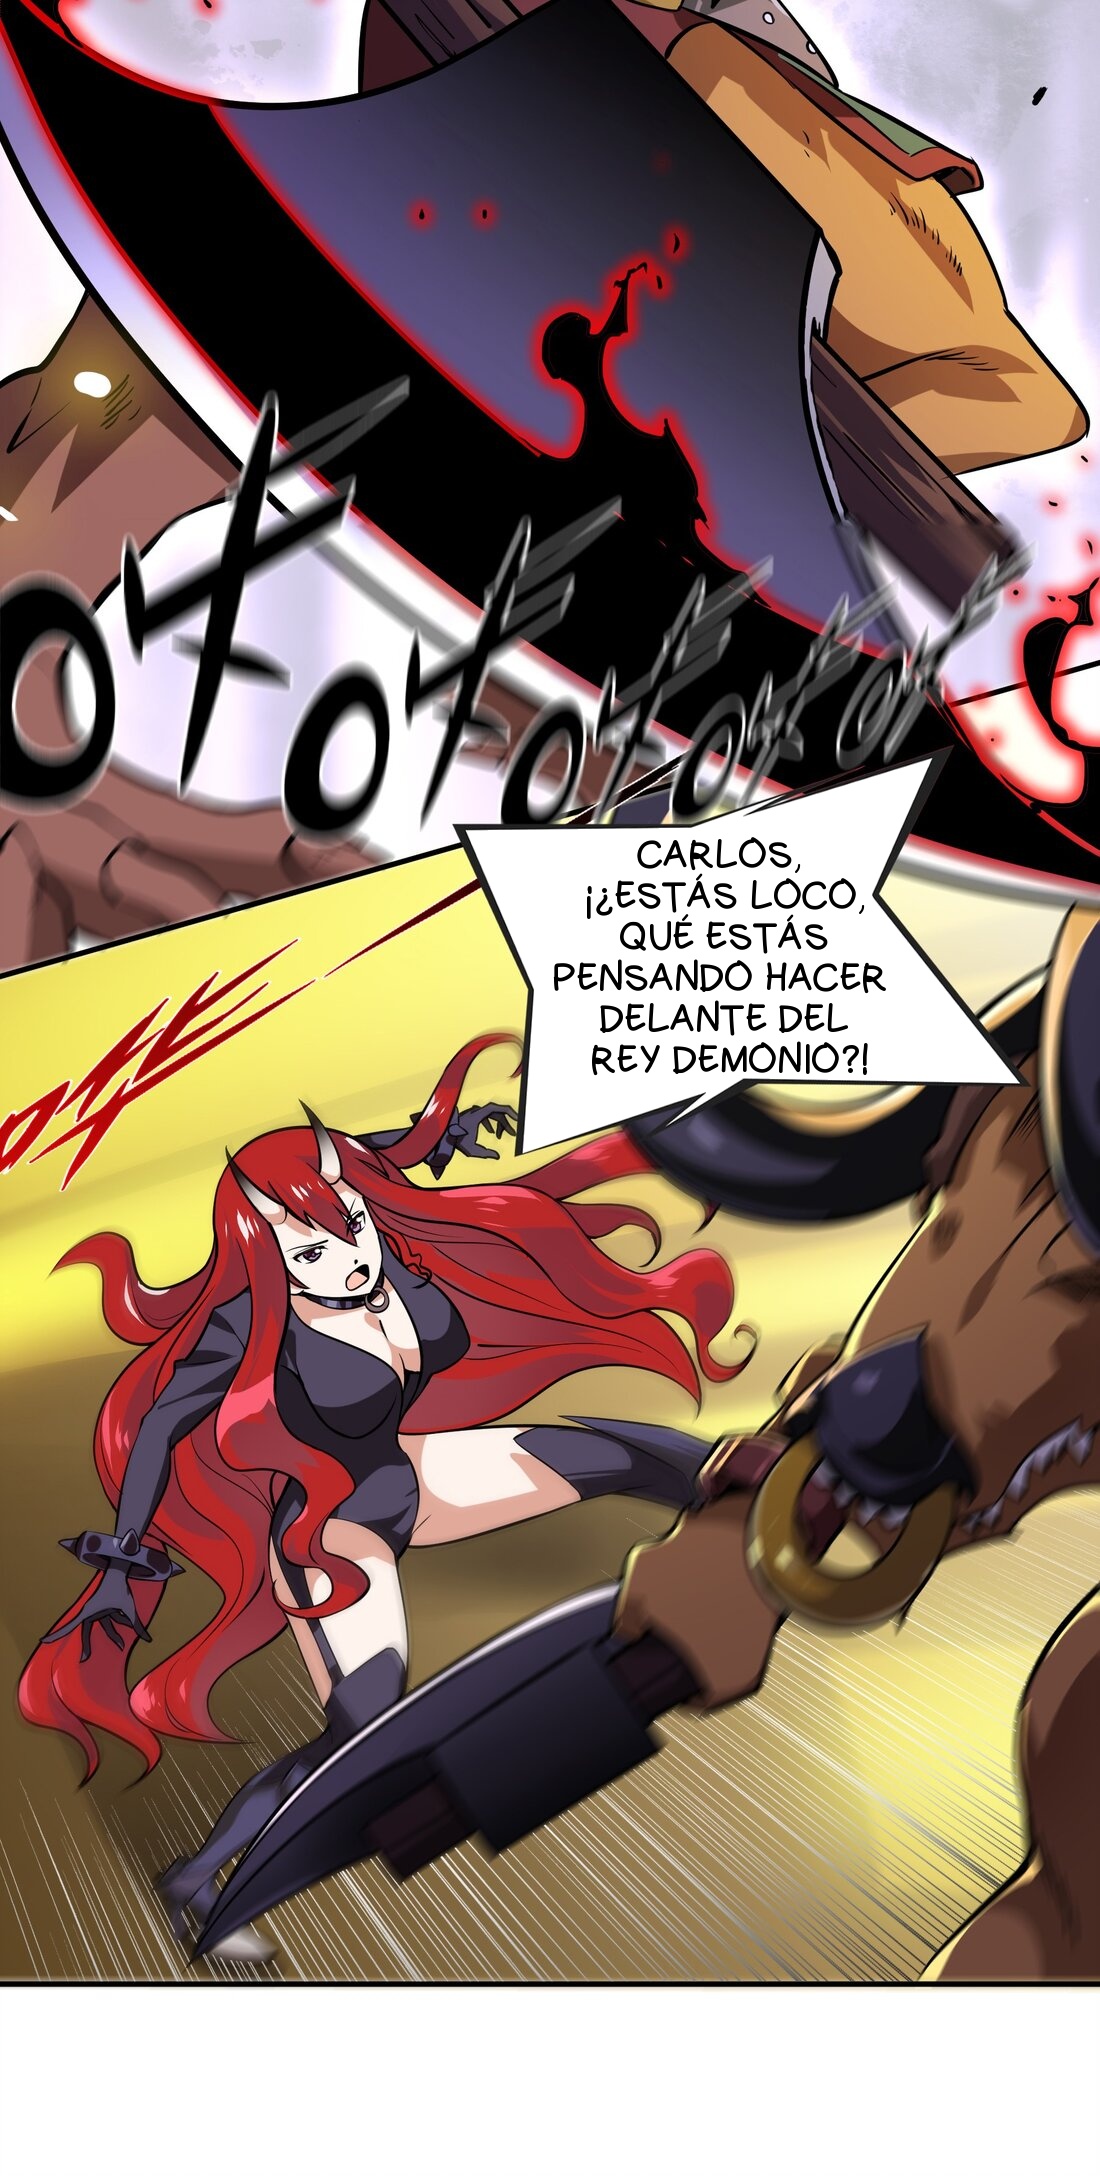 CARLOS,
¡¿ESTÁS LOCO,
QUÉ ESTÁS
PENSANDO HACER
DELANTE DEL
REY DEMONIO?!